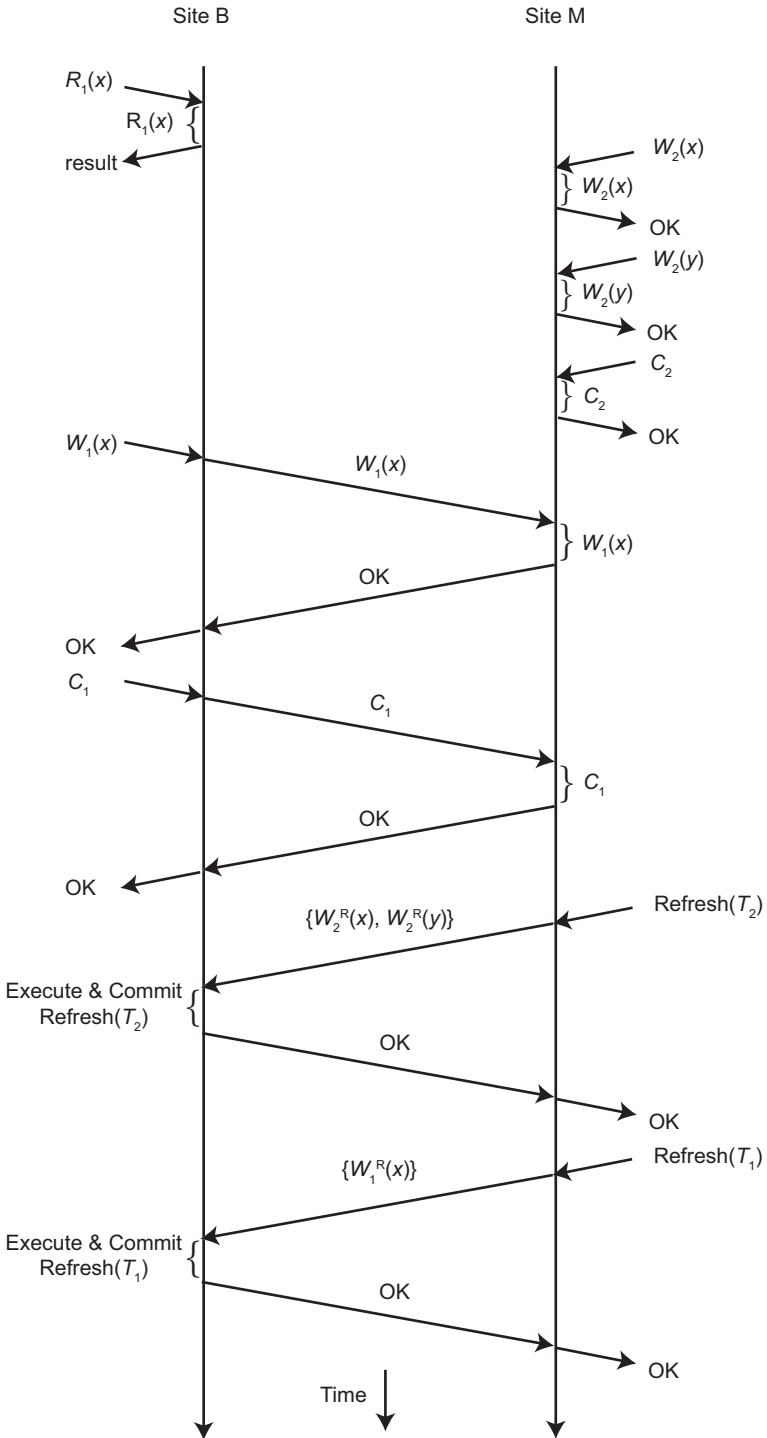 Site B
Site M
R₁(x)
R₁(x) {
result
W₂(x)
} W₂(x)
OK
W₂(y)
} W₂(y)
OK
C₂
} C₂
OK
W₁(x)
W₁(x)
} W₁(x)
OK
OK
C₁
C₁
} C₁
OK
OK
Refresh(T₂)
{W₂ᴿ(x), W₂ᴿ(y)}
Execute & Commit
Refresh(T₂) {
OK
OK
Refresh(T₁)
{W₁ᴿ(x)}
Execute & Commit
Refresh(T₁) {
OK
OK
Time